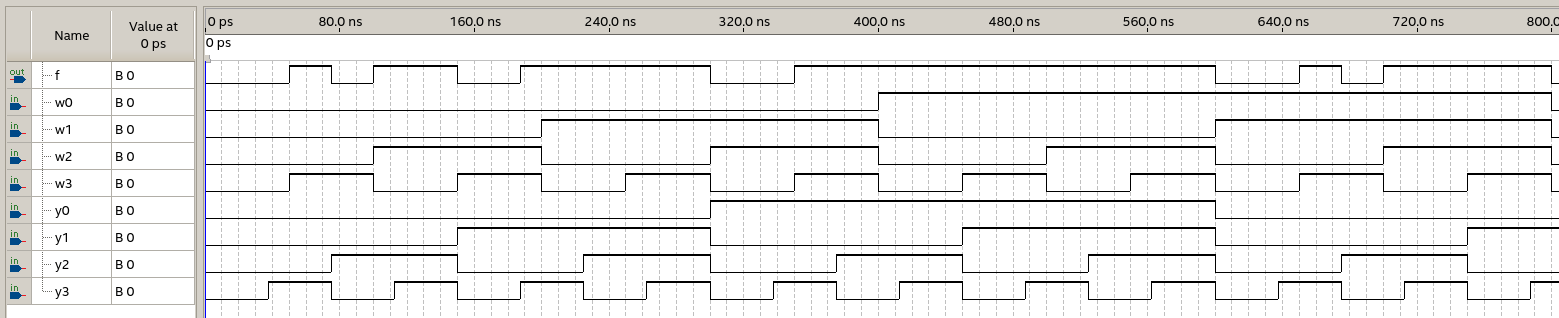 Name
Value at
0 ps
0 ps 80.0 ns 160.0 ns 240.0 ns 320.0 ns 400.0 ns 480.0 ns 560.0 ns 640.0 ns 720.0 ns 800.0
0 ps
out f B 0
in w0 B 0
in w1 B 0
in w2 B 0
in w3 B 0
in y0 B 0
in y1 B 0
in y2 B 0
in y3 B 0